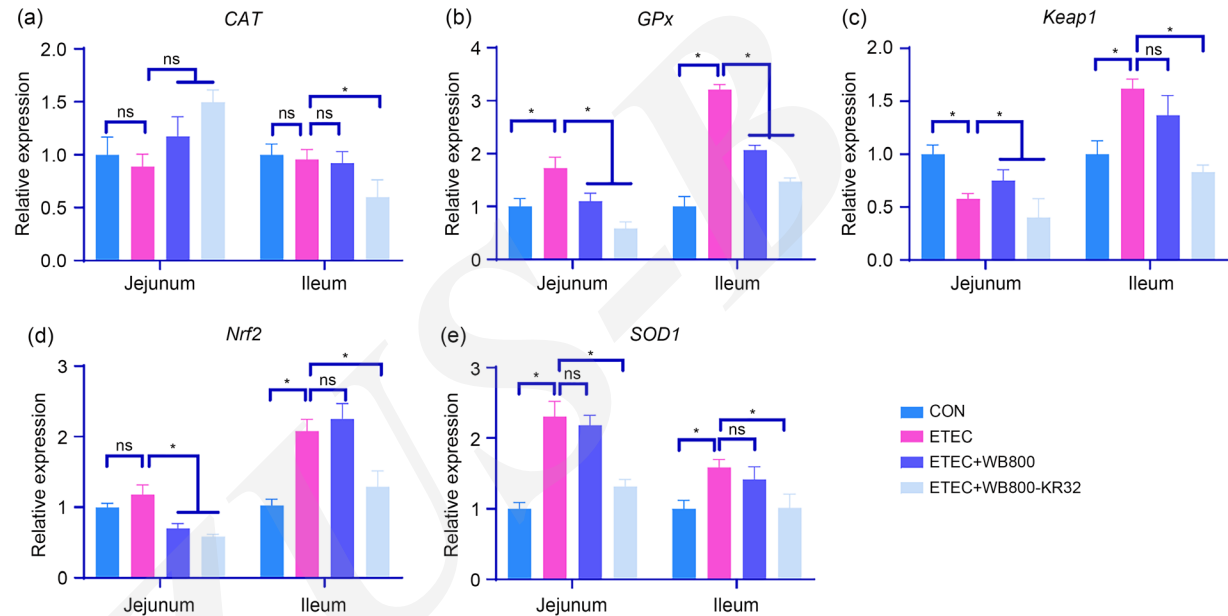 (a) CAT
Relative expression
2.0
1.5
1.0
0.5
0.0
ns
ns
ns
ns
*
Jejunum Ileum
(b) GPx
Relative expression
4
3
2
1
0
*
*
*
*
Jejunum Ileum
(c) Keap1
Relative expression
2.0
1.5
1.0
0.5
0.0
*
*
*
ns
*
Jejunum Ileum
(d) Nrf2
Relative expression
3
2
1
0
ns
*
*
ns
*
Jejunum Ileum
(e) SOD1
Relative expression
3
2
1
0
*
ns
*
*
ns
*
Jejunum Ileum
CON
ETEC
ETEC+WB800
ETEC+WB800-KR32